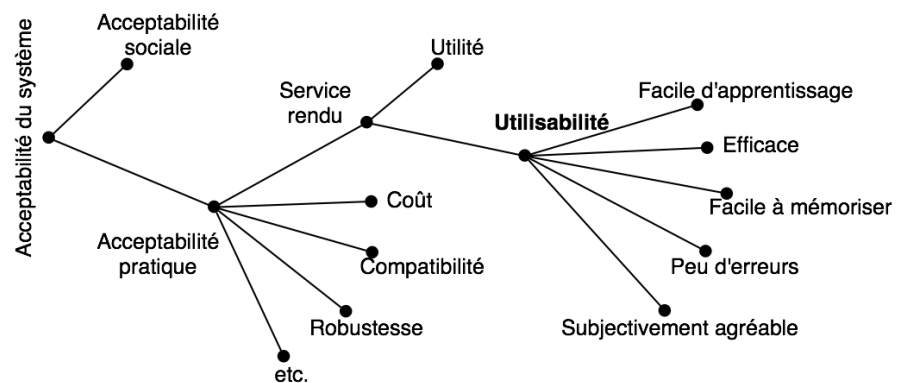 Acceptabilité du système
Acceptabilité
sociale
Acceptabilité
pratique
Service
rendu
Coût
Compatibilité
Robustesse
etc.
Utilité
Utilisabilité
Facile d'apprentissage
Efficace
Facile à mémoriser
Peu d'erreurs
Subjectivement agréable